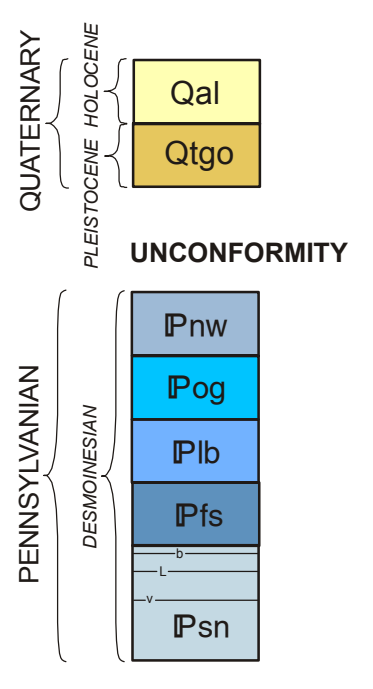 QUATERNARY
HOLOCENE
PLEISTOCENE
Qal
Qtgo
UNCONFORMITY
PENNSYLVANIAN
DESMOINESIAN
ℙnw
ℙog
ℙlb
ℙfs
b
L
v
ℙsn